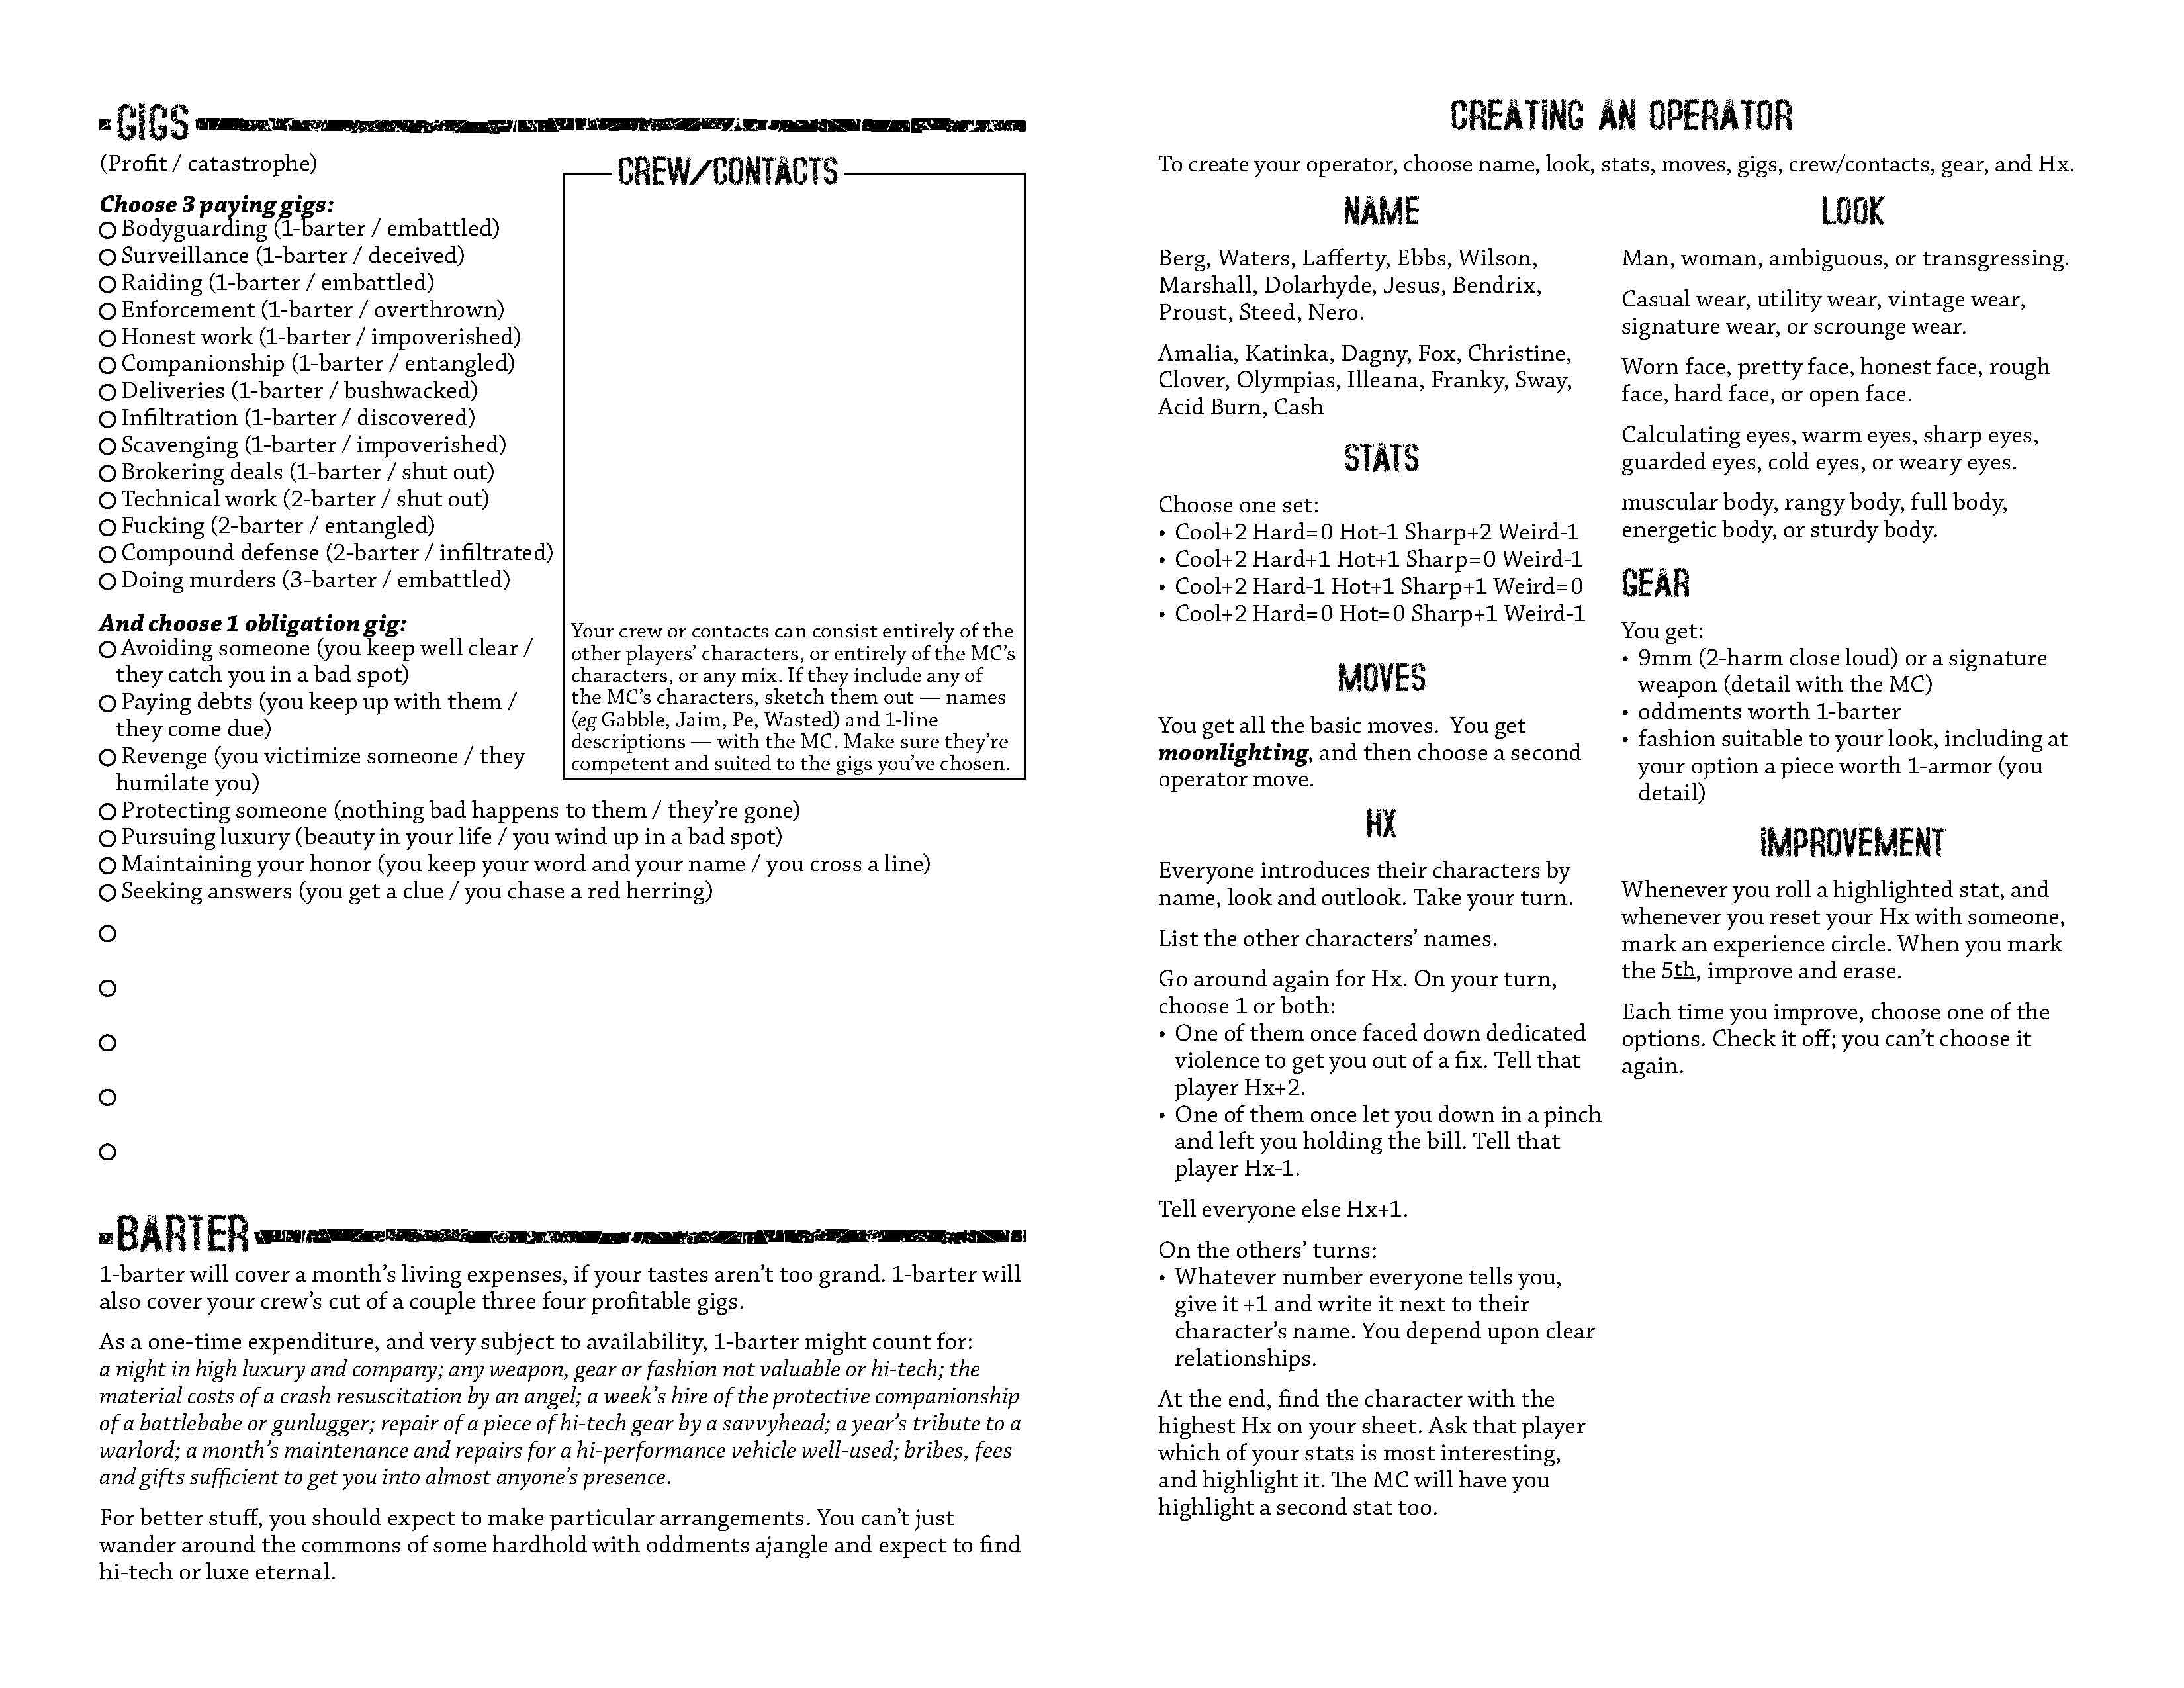 GIGS
(Profit / catastrophe)
Choose 3 paying gigs:
Bodyguarding (1-barter / embattled)
Surveillance (1-barter / deceived)
Raiding (1-barter / embattled)
Enforcement (1-barter / overthrown)
Honest work (1-barter / impoverished)
Companionship (1-barter / entangled)
Deliveries (1-barter / bushwacked)
Infiltration (1-barter / discovered)
Scavenging (1-barter / impoverished)
Brokering deals (1-barter / shut out)
Technical work (2-barter / shut out)
Fucking (2-barter / entangled)
Compound defense (2-barter / infiltrated)
Doing murders (3-barter / embattled)
And choose 1 obligation gig:
Avoiding someone (you keep well clear /
they catch you in a bad spot)
Paying debts (you keep up with them /
they come due)
Revenge (you victimize someone / they
humilate you)
Protecting someone (nothing bad happens to them / they're gone)
Pursuing luxury (beauty in your life / you wind up in a bad spot)
Maintaining your honor (you keep your word and your name / you cross a line)
Seeking answers (you get a clue / you chase a red herring)
CREW/CONTACTS
Your crew or contacts can consist entirely of the
other players' characters, or entirely of the MC's
characters, or any mix. If they include any of
the MC's characters, sketch them out — names
(eg Gabble, Jaim, Pe, Wasted) and 1-line
descriptions — with the MC. Make sure they're
competent and suited to the gigs you've chosen.
BARTER
1-barter will cover a month's living expenses, if your tastes aren't too grand. 1-barter will
also cover your crew's cut of a couple three four profitable gigs.
As a one-time expenditure, and very subject to availability, 1-barter might count for:
a night in high luxury and company; any weapon, gear or fashion not valuable or hi-tech; the
material costs of a crash resuscitation by an angel; a week's hire of the protective companionship
of a battlebabe or gunlugger; repair of a piece of hi-tech gear by a savvyhead; a year's tribute to a
warlord; a month's maintenance and repairs for a hi-performance vehicle well-used; bribes, fees
and gifts sufficient to get you into almost anyone's presence.
For better stuff, you should expect to make particular arrangements. You can't just
wander around the commons of some hardhold with oddments ajangle and expect to find
hi-tech or luxe eternal.
CREATING AN OPERATOR
To create your operator, choose name, look, stats, moves, gigs, crew/contacts, gear, and Hx.
NAME
Berg, Waters, Lafferty, Ebbs, Wilson,
Marshall, Dolarhyde, Jesus, Bendrix,
Proust, Steed, Nero.
Amalia, Katinka, Dagny, Fox, Christine,
Clover, Olympias, Illeana, Franky, Sway,
Acid Burn, Cash
STATS
Choose one set:
• Cool+2 Hard=0 Hot-1 Sharp+2 Weird-1
• Cool+2 Hard+1 Hot+1 Sharp=0 Weird-1
• Cool+2 Hard-1 Hot+1 Sharp+1 Weird=0
• Cool+2 Hard=0 Hot=0 Sharp+1 Weird-1
MOVES
You get all the basic moves. You get
moonlighting, and then choose a second
operator move.
HX
Everyone introduces their characters by
name, look and outlook. Take your turn.
List the other characters' names.
Go around again for Hx. On your turn,
choose 1 or both:
• One of them once faced down dedicated
violence to get you out of a fix. Tell that
player Hx+2.
• One of them once let you down in a pinch
and left you holding the bill. Tell that
player Hx-1.
Tell everyone else Hx+1.
On the others' turns:
• Whatever number everyone tells you,
give it +1 and write it next to their
character's name. You depend upon clear
relationships.
At the end, find the character with the
highest Hx on your sheet. Ask that player
which of your stats is most interesting,
and highlight it. The MC will have you
highlight a second stat too.
LOOK
Man, woman, ambiguous, or transgressing.
Casual wear, utility wear, vintage wear,
signature wear, or scrounge wear.
Worn face, pretty face, honest face, rough
face, hard face, or open face.
Calculating eyes, warm eyes, sharp eyes,
guarded eyes, cold eyes, or weary eyes.
muscular body, rangy body, full body,
energetic body, or sturdy body.
GEAR
You get:
• 9mm (2-harm close loud) or a signature
weapon (detail with the MC)
• oddments worth 1-barter
• fashion suitable to your look, including at
your option a piece worth 1-armor (you
detail)
IMPROVEMENT
Whenever you roll a highlighted stat, and
whenever you reset your Hx with someone,
mark an experience circle. When you mark
the 5th, improve and erase.
Each time you improve, choose one of the
options. Check it off; you can't choose it
again.